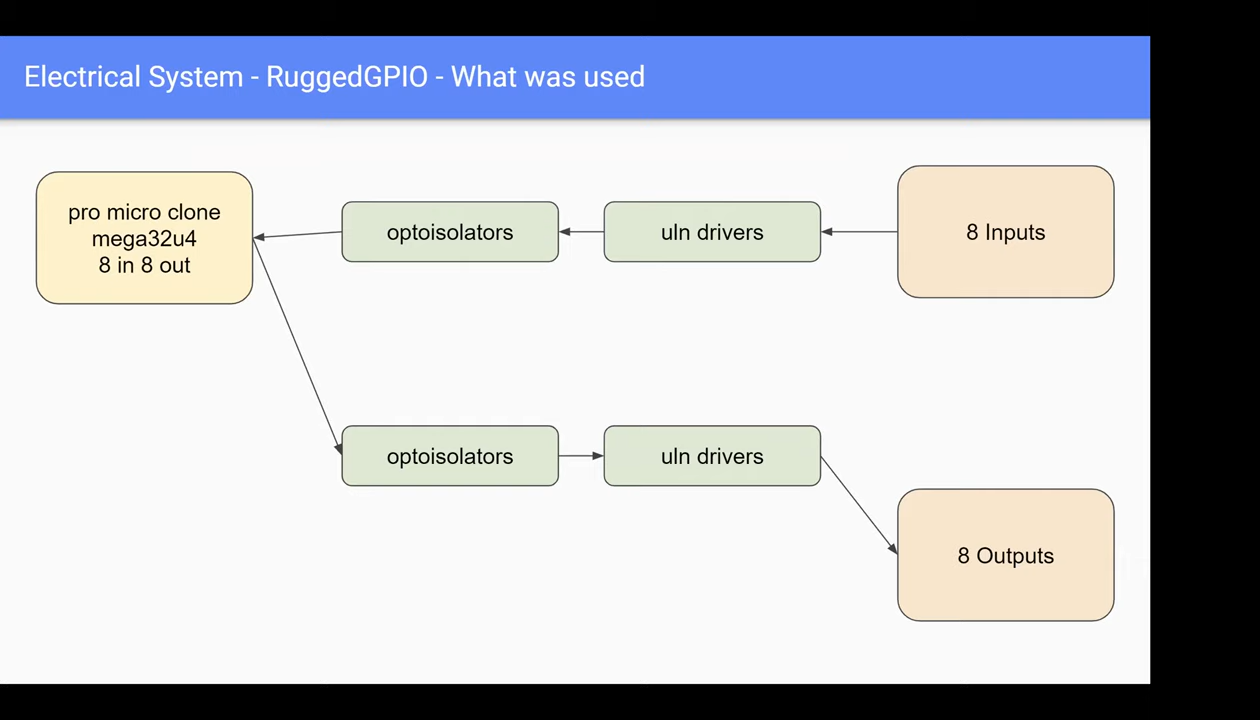 Electrical System - RuggedGPIO - What was used
pro micro clone
mega32u4
8 in 8 out
optoisolators
uln drivers
8 Inputs
optoisolators
uln drivers
8 Outputs